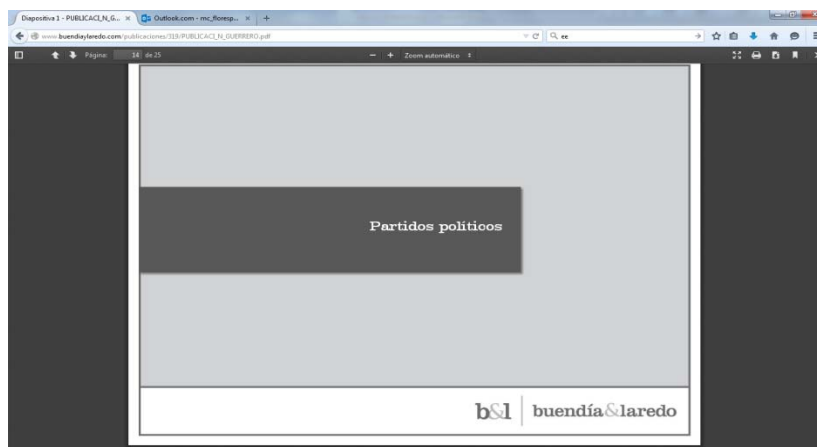 Diapositiva 1 - PUBLICACI_N_G...
Outlook.com - mc_floresp...
www.buendiaylaredo.com/publicaciones/319/PUBLICACI_N_GUERRERO.pdf
ee
Página: 14 de 25
Zoom automático
Partidos políticos
b&l buendía&laredo